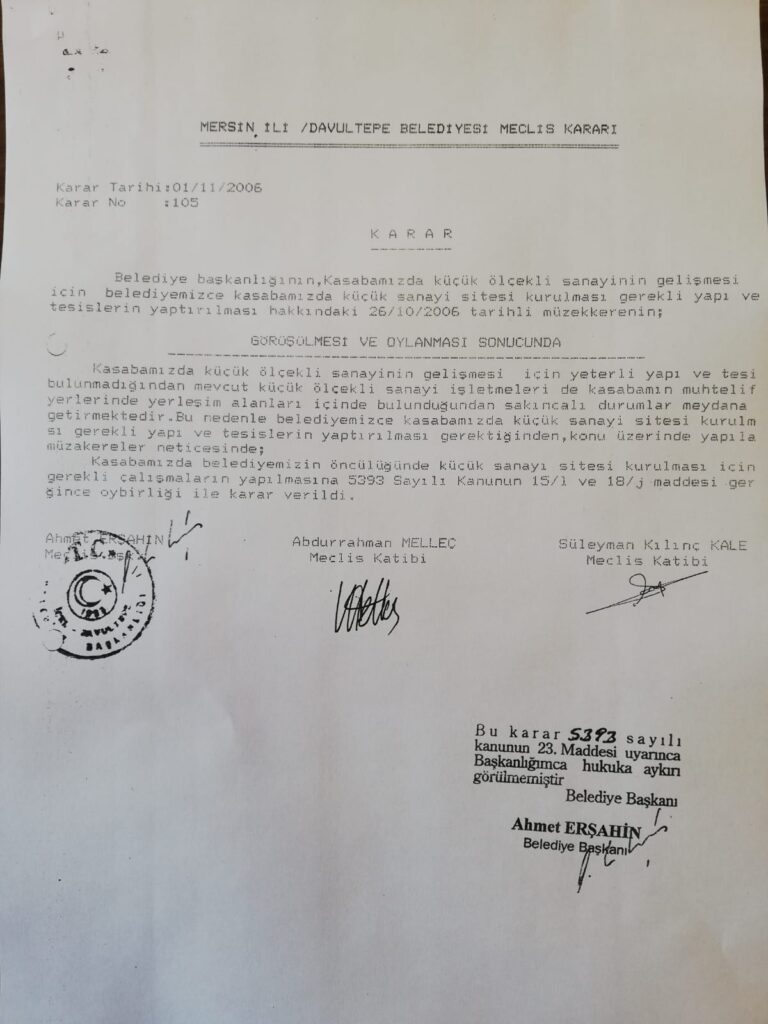 MERSİN İLİ /DAVULTEPE BELEDİYESİ MECLİS KARARI
Karar Tarihi:01/11/2006
Karar No :105
K A R A R
Belediye başkanlığının,Kasabamızda küçük ölçekli sanayinin gelişmesi
için belediyemizce kasabamızda küçük sanayi sitesi kurulması gerekli yapı ve
tesislerin yaptırılması hakkındaki 26/10/2006 tarihli müzekkerenin;
GÖRÜŞÜLMESİ VE OYLANMASI SONUCUNDA
Kasabamızda küçük ölçekli sanayinin gelişmesi için yeterli yapı ve tesi
bulunmadığından mevcut küçük ölçekli sanayi işletmeleri de kasabamın muhtelif
yerlerinde yerleşim alanları içinde bulunduğundan sakıncalı durumlar meydana
getirmektedir.Bu nedenle belediyemizce kasabamızda küçük sanayi sitesi kurulm
sı gerekli yapı ve tesislerin yaptırılması gerektiğinden,konu üzerinde yapıla
müzakereler neticesinde;
Kasabamızda belediyemizin öncülüğünde küçük sanayi sitesi kurulması için
gerekli çalışmaların yapılmasına 5393 Sayılı Kanunun 15/l ve 18/j maddesi ger
ğince oybirliği ile karar verildi.
Ahmet ERŞAHİN Abdurrahman MELLEÇ Süleyman Kılınç KALE
Meclis Katibi Meclis Katibi
T.C.
DAVULTEPE
BAŞKANLIĞI
Bu karar 5393 sayılı
kanunun 23. Maddesi uyarınca
Başkanlığımca hukuka aykırı
görülmemiştir
Belediye Başkanı
Ahmet ERŞAHİN
Belediye Başkanı